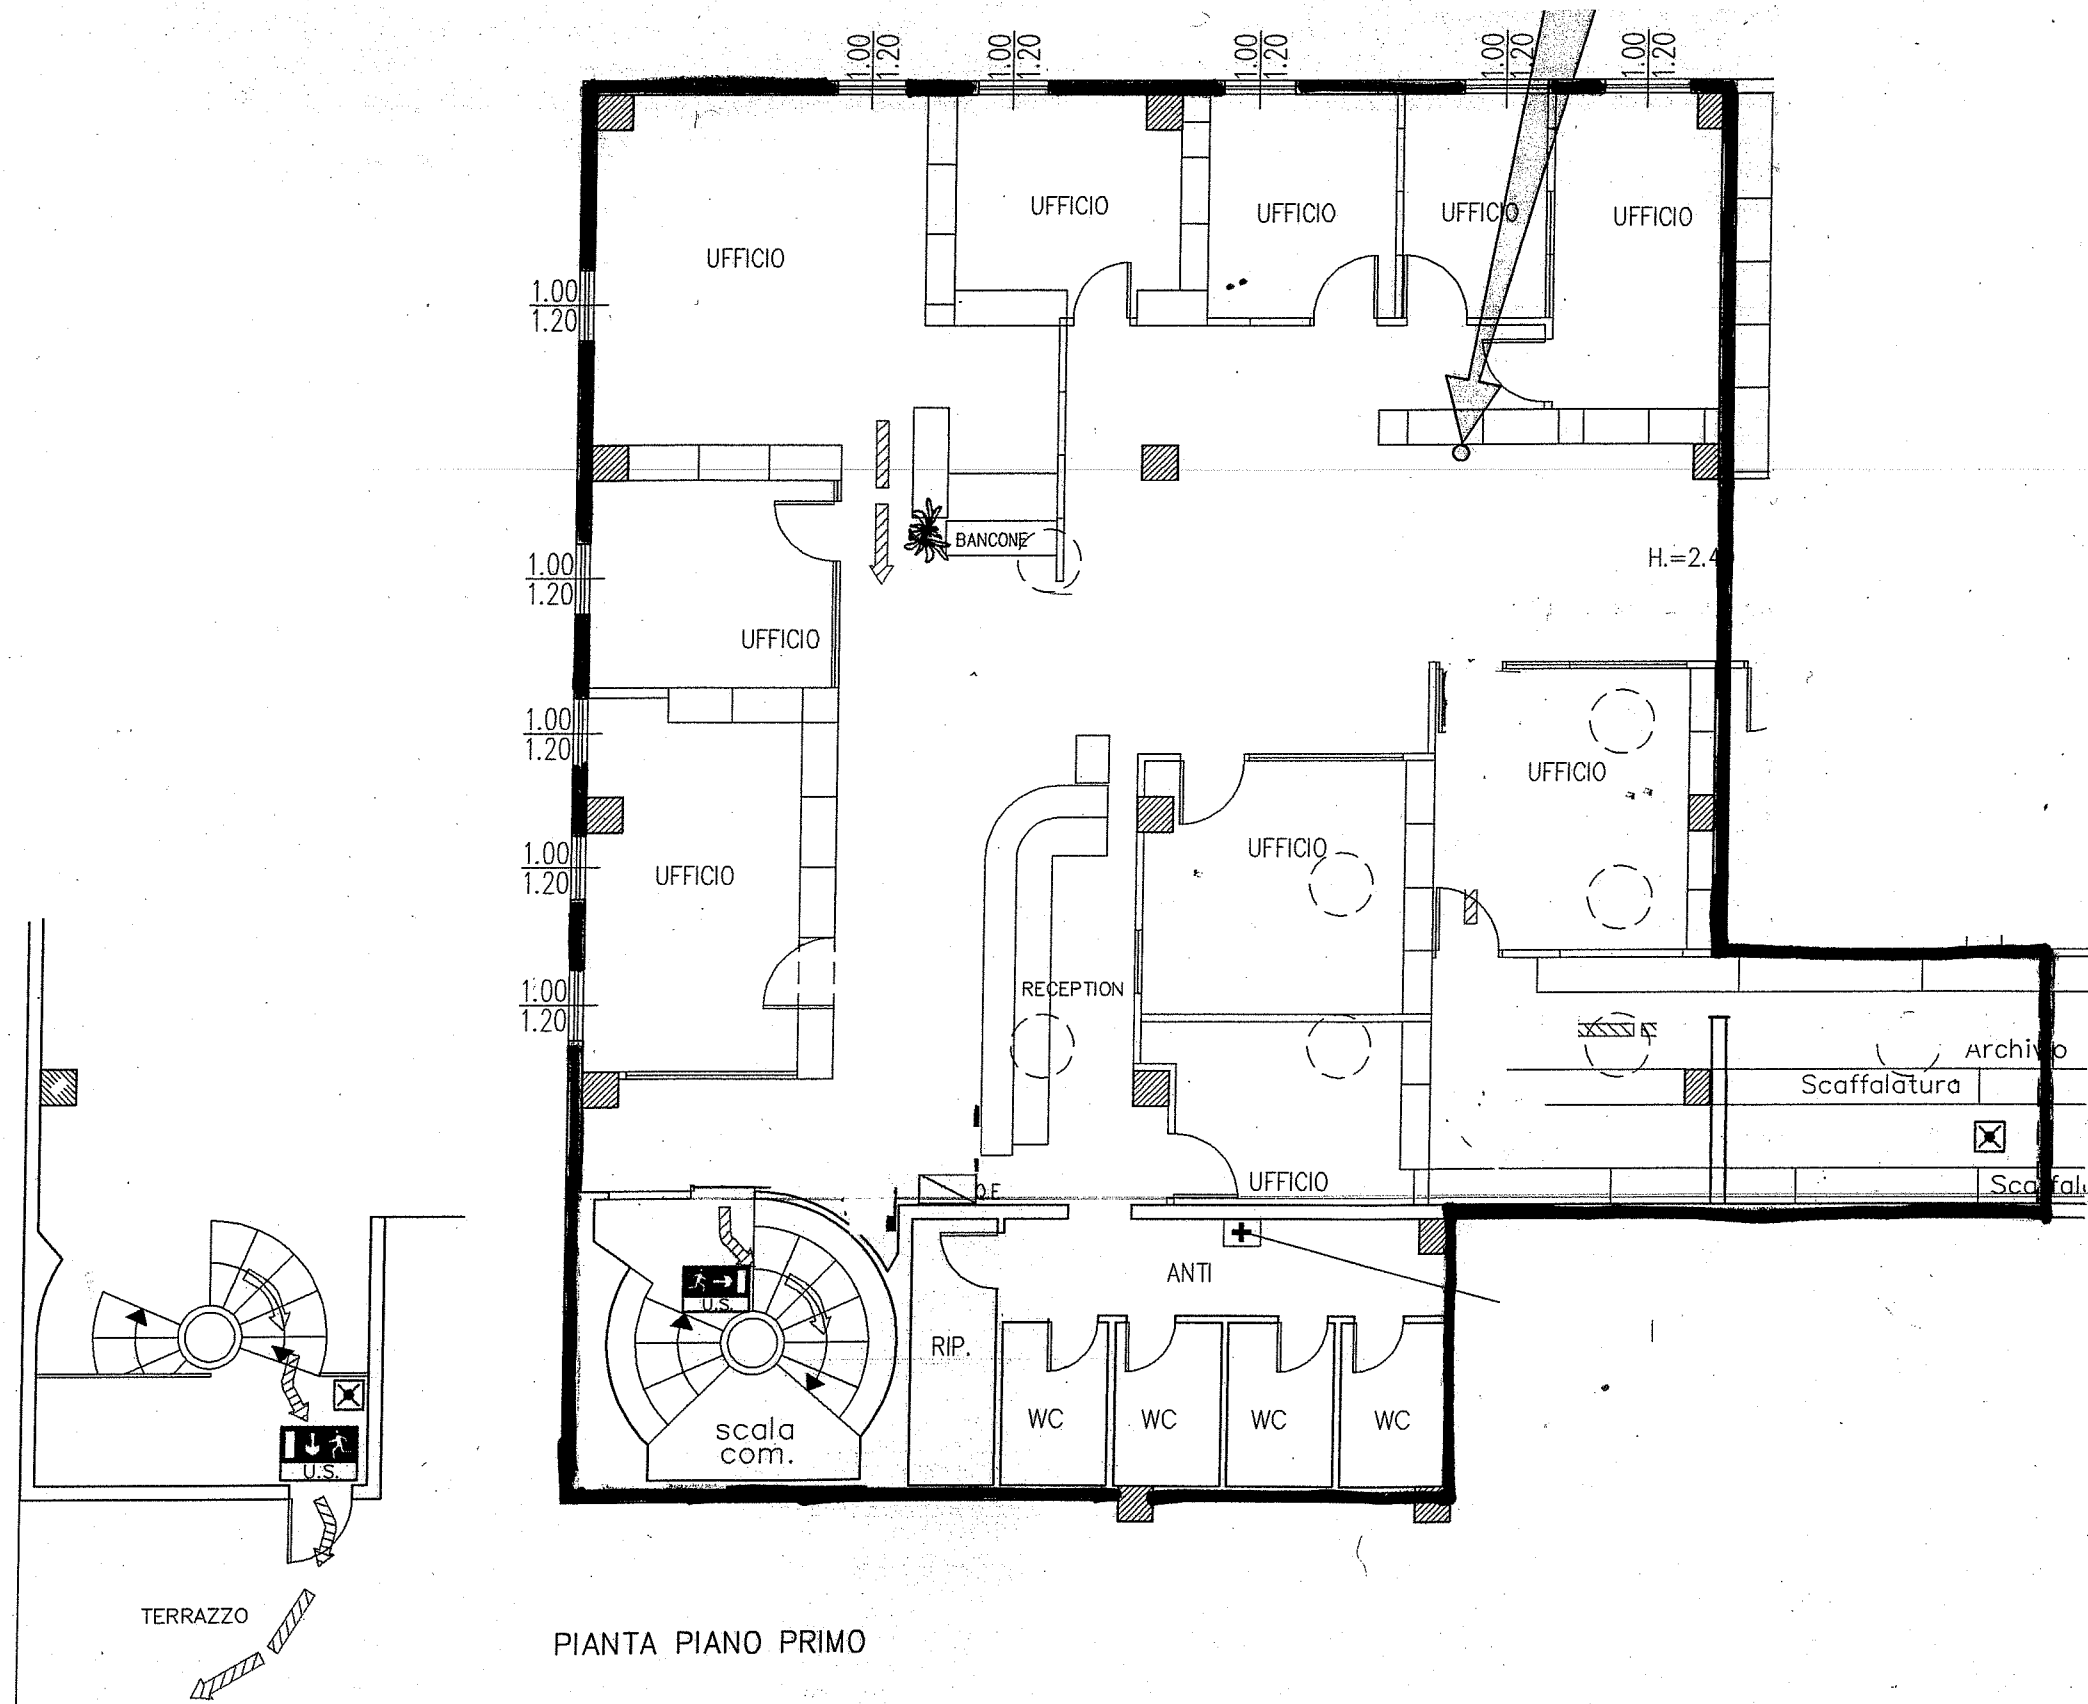 1.00
1.20
1.00
1.20
1.00
1.20
1.00
1.20
1.00
1.20
UFFICIO
UFFICIO
UFFICIO
UFFICIO
UFFICIO
1.00
1.20
BANCONE
H.=2.4
1.00
1.20
UFFICIO
1.00
1.20
UFFICIO
UFFICIO
1.00
1.20
UFFICIO
RECEPTION
1.00
1.20
Archivio
Scaffalatura
UFFICIO
Scaffalu
ANTI
U.S.
RIP.
WC
WC
WC
WC
scala
com.
U.S.
TERRAZZO
PIANTA PIANO PRIMO